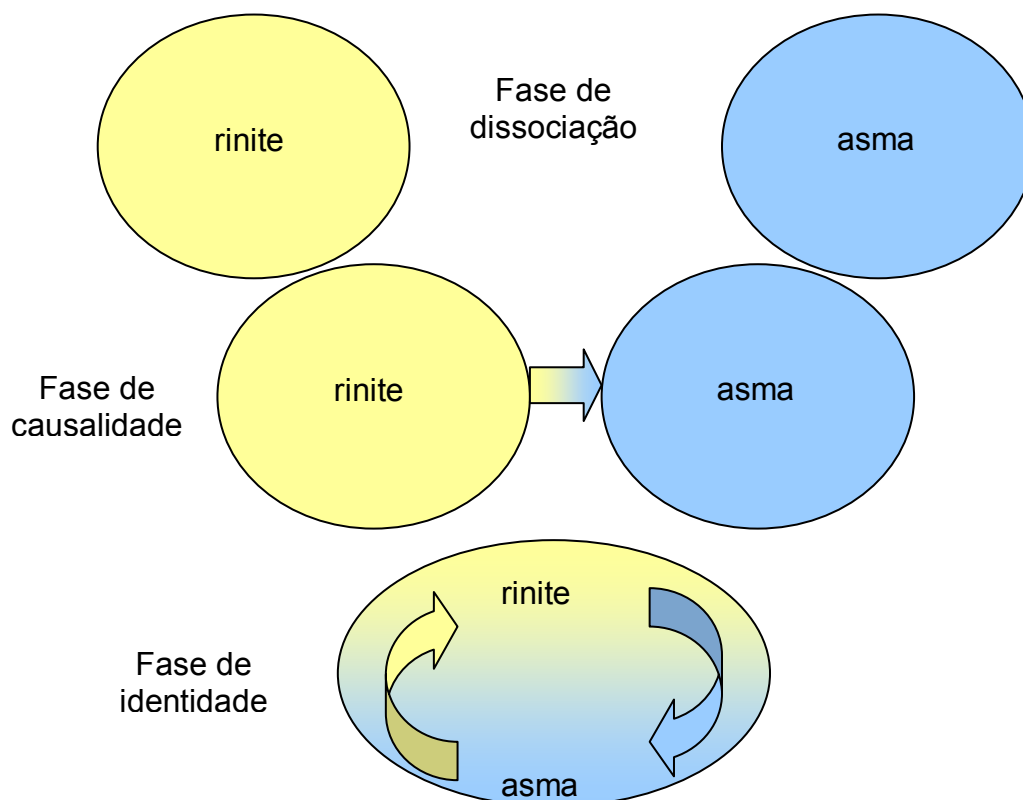 rinite
Fase de
dissociação
asma
Fase de
causalidade
rinite
asma
Fase de
identidade
rinite
asma